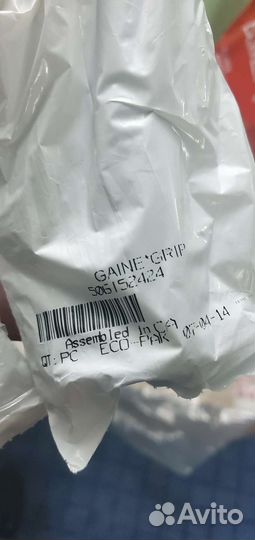 GAINE*GRIP
506152424
Assembled in CA
QT: PC ECO-PAK 07-04-14
Avito